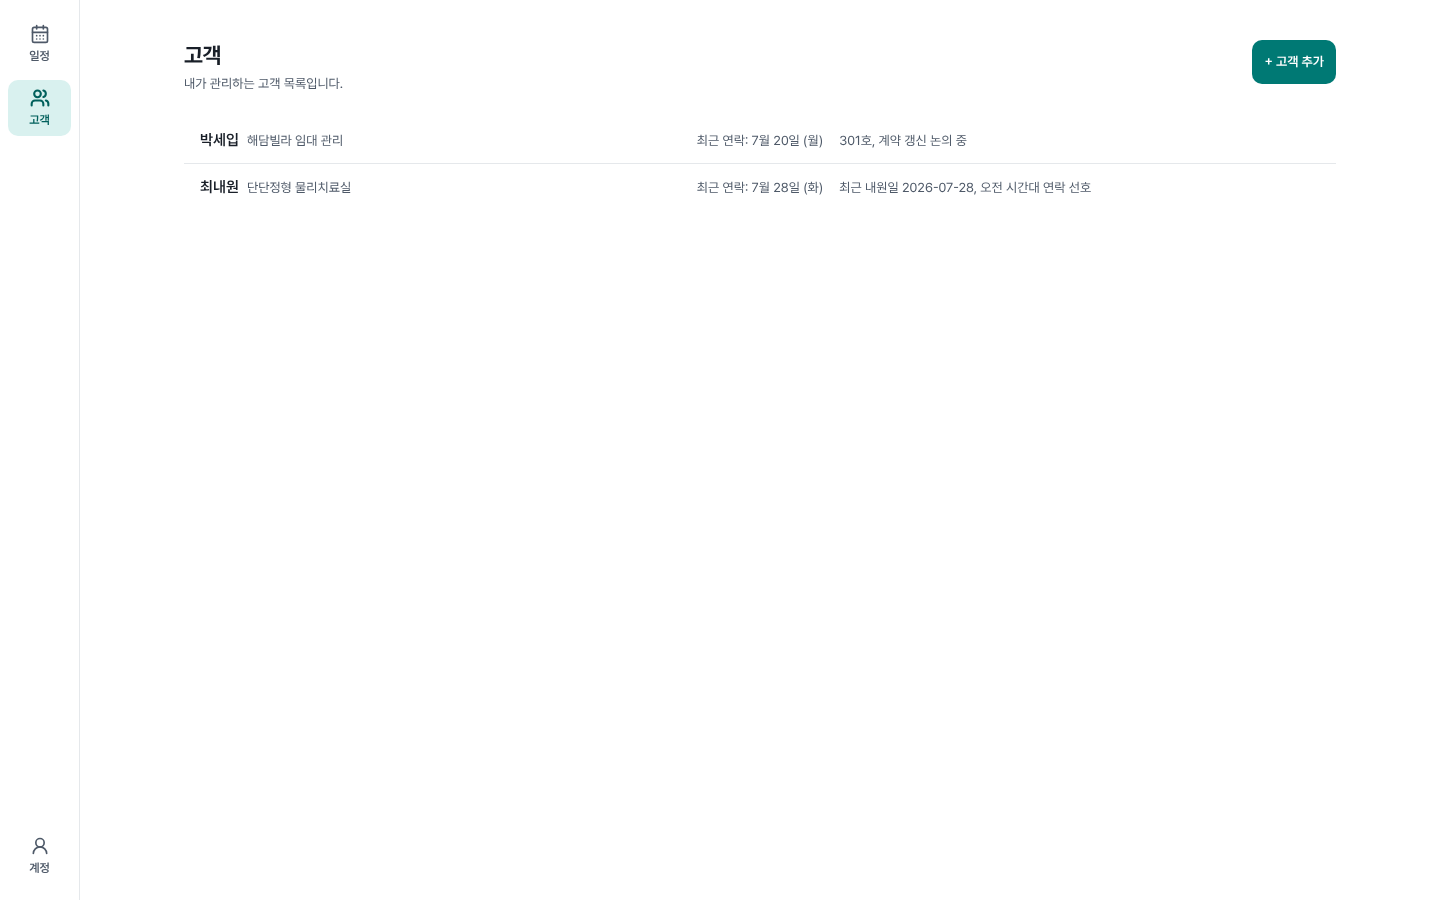 일정
고객
계정
고객
내가 관리하는 고객 목록입니다.
+ 고객 추가
박세입 해담빌라 임대 관리 최근 연락: 7월 20일 (월) 301호, 계약 갱신 논의 중
최내원 단단정형 물리치료실 최근 연락: 7월 28일 (화) 최근 내원일 2026-07-28, 오전 시간대 연락 선호